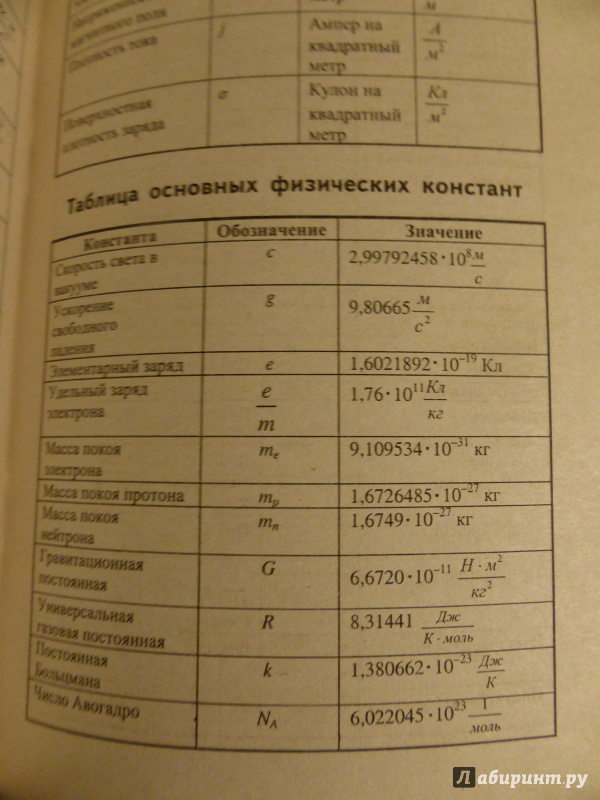 м
Напряженность
магнитного поля
Плотность тока
j
Ампер на
квадратный
метр
А
м²
Поверхностная
плотность заряда
σ
Кулон на
квадратный
метр
Кл
м²
Таблица основных физических констант
Константа Обозначение Значение
Скорость света в
вакууме
c
2,99792458·10⁸ м
с
Ускорение
свободного
падения
g
9,80665 м
с²
Элементарный заряд e 1,6021892·10⁻¹⁹ Кл
Удельный заряд
электрона
e
m
1,76·10¹¹ Кл
кг
Масса покоя
электрона
mₑ
9,109534·10⁻³¹ кг
Масса покоя протона mₚ 1,6726485·10⁻²⁷ кг
Масса покоя
нейтрона
mₙ
1,6749·10⁻²⁷ кг
Гравитационная
постоянная
G
6,6720·10⁻¹¹ Н·м²
кг²
Универсальная
газовая постоянная
R
8,31441 Дж
К·моль
Постоянная
Больцмана
k
1,380662·10⁻²³ Дж
К
Число Авогадро
N_A
6,022045·10²³ 1
моль
Лабиринт.ру